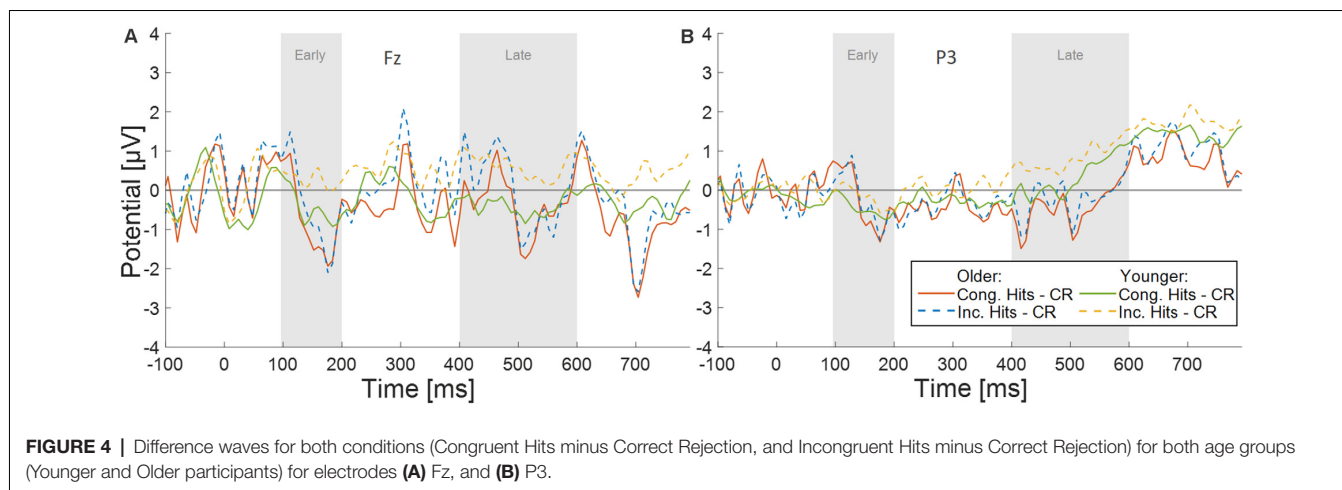 A
B
4
3
2
1
0
-1
-2
-3
-4
Potential [µV]
Early
Fz
Late
-100 0 100 200 300 400 500 600 700
Time [ms]
4
3
2
1
0
-1
-2
-3
-4
Early
P3
Late
Older: Younger:
Cong. Hits - CR Cong. Hits - CR
Inc. Hits - CR Inc. Hits - CR
-100 0 100 200 300 400 500 600 700
Time [ms]
FIGURE 4 | Difference waves for both conditions (Congruent Hits minus Correct Rejection, and Incongruent Hits minus Correct Rejection) for both age groups
(Younger and Older participants) for electrodes (A) Fz, and (B) P3.